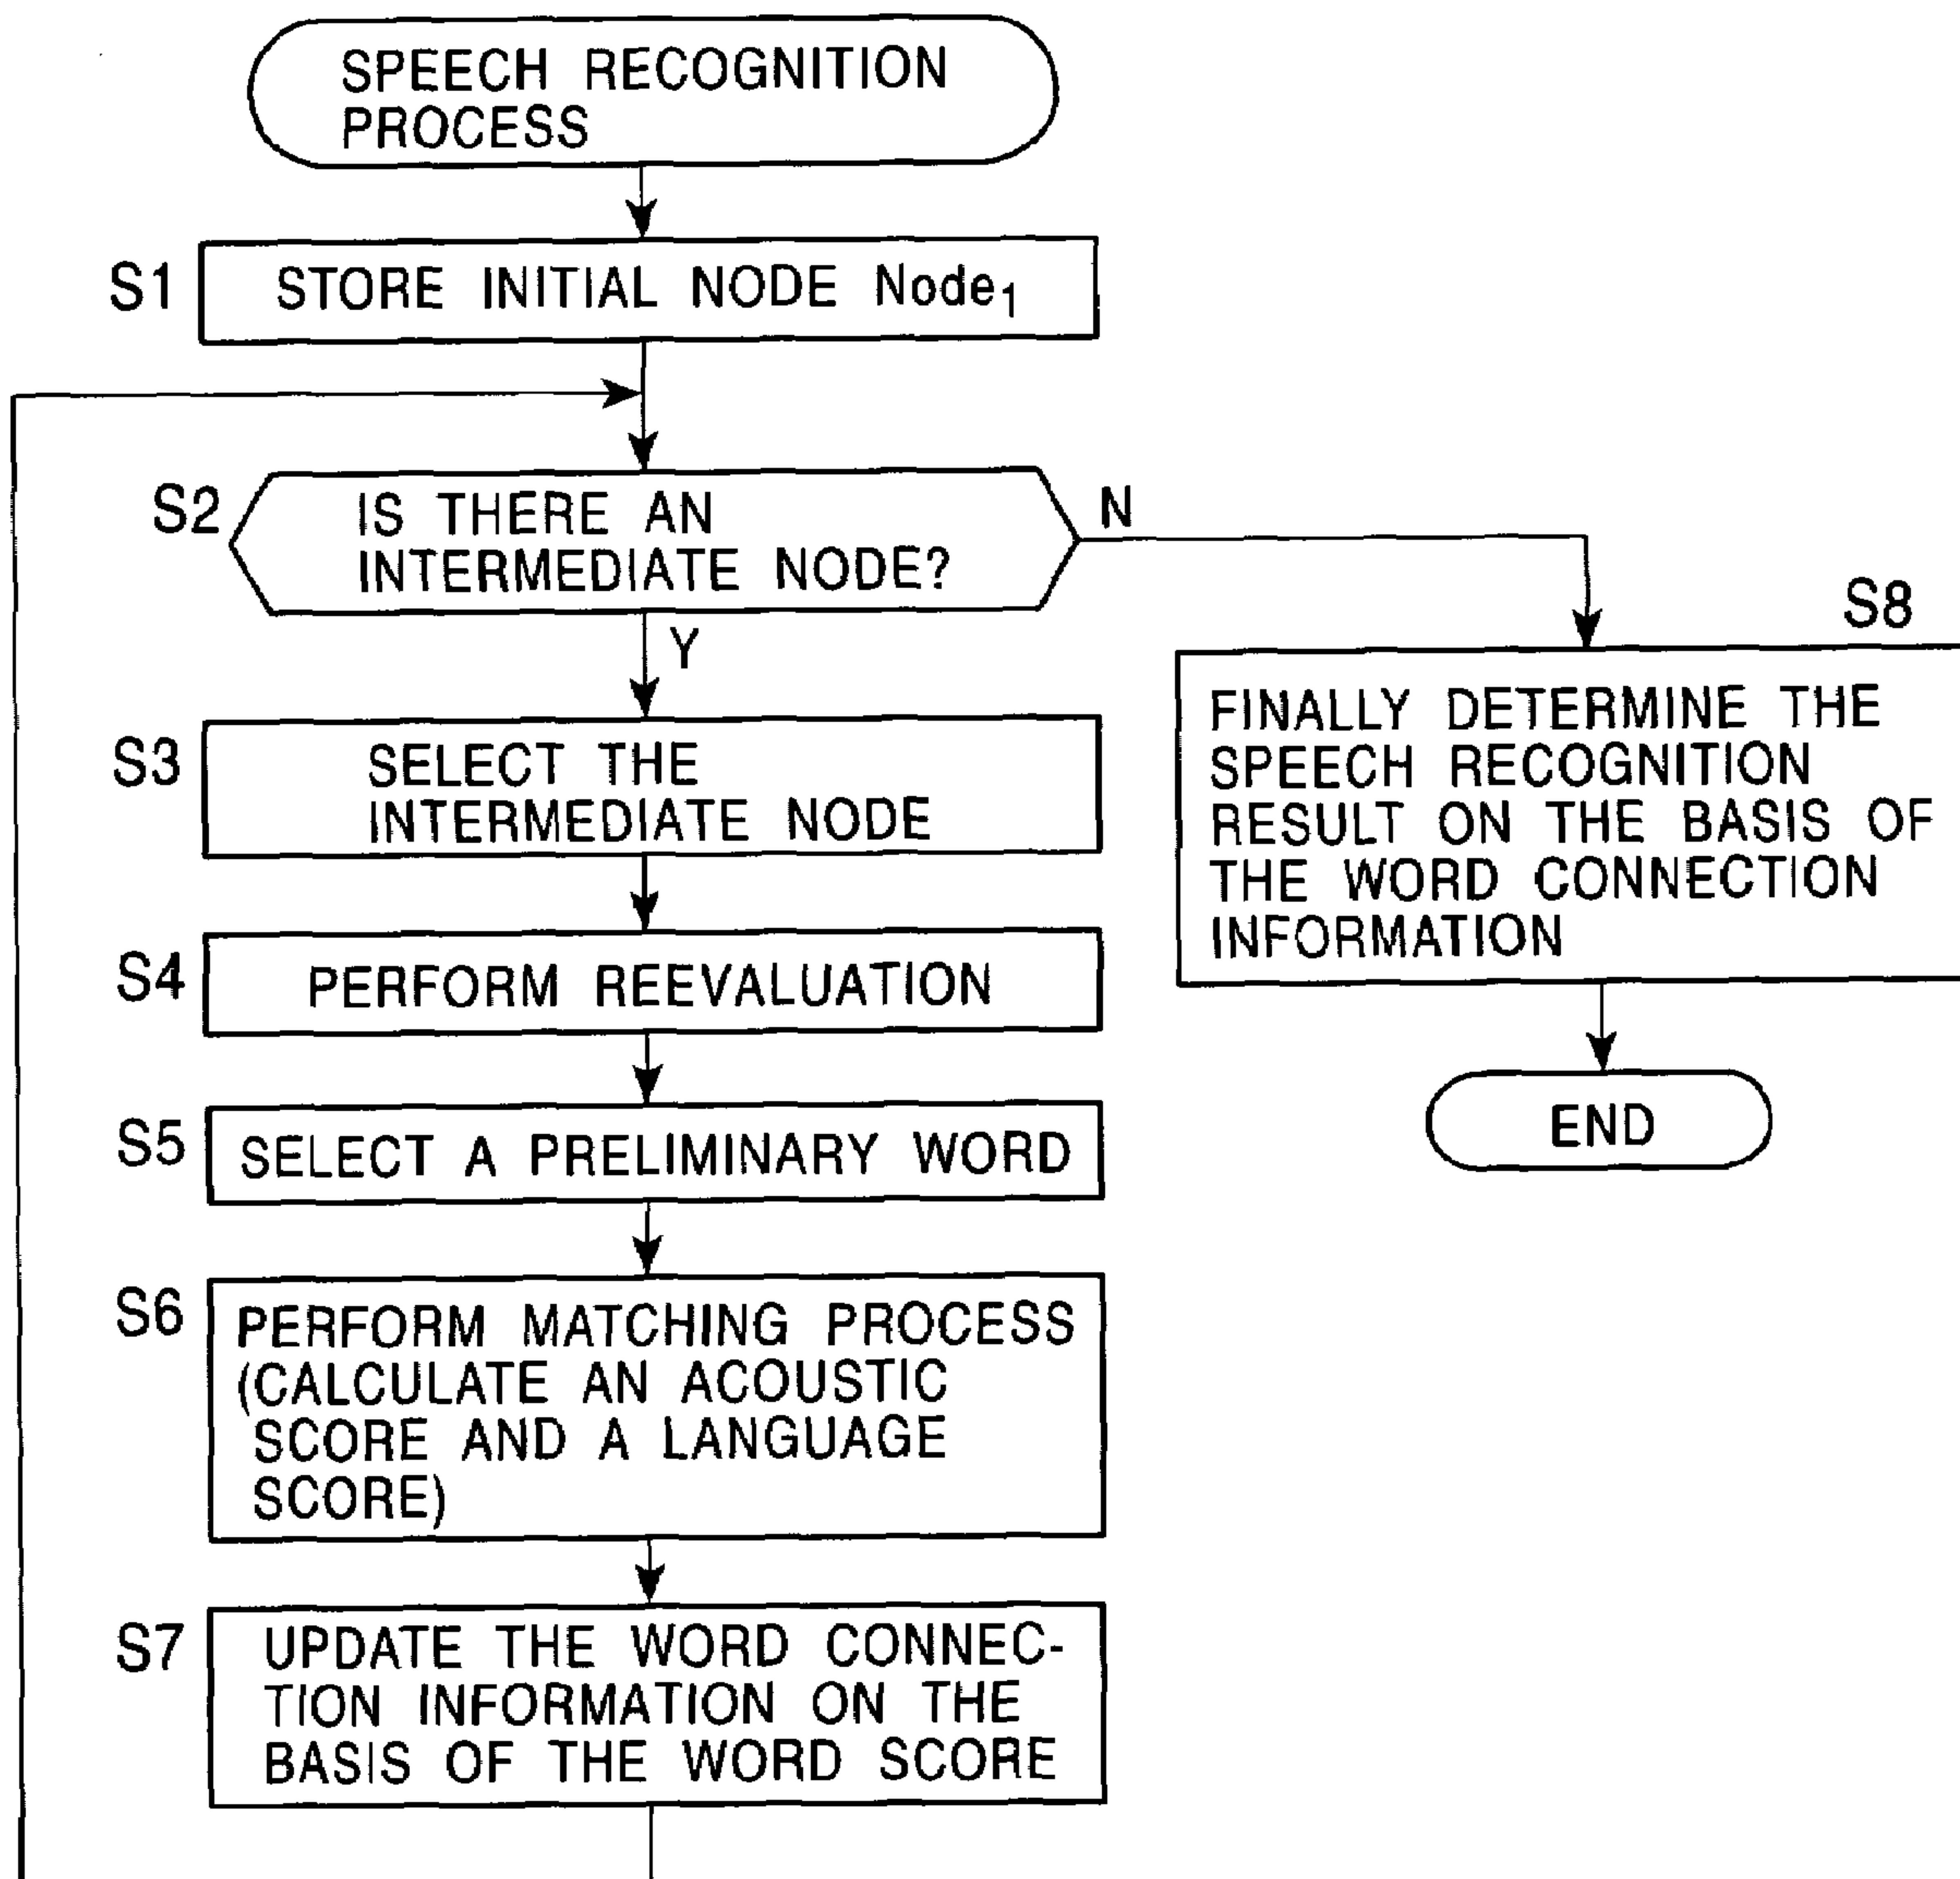 SPEECH RECOGNITION
PROCESS
S1
STORE INITIAL NODE Node₁
S2
IS THERE AN
INTERMEDIATE NODE?
N
Y
S3
SELECT THE
INTERMEDIATE NODE
S4
PERFORM REEVALUATION
S5
SELECT A PRELIMINARY WORD
S6
PERFORM MATCHING PROCESS
(CALCULATE AN ACOUSTIC
SCORE AND A LANGUAGE
SCORE)
S7
UPDATE THE WORD CONNEC-
TION INFORMATION ON THE
BASIS OF THE WORD SCORE
S8
FINALLY DETERMINE THE
SPEECH RECOGNITION
RESULT ON THE BASIS OF
THE WORD CONNECTION
INFORMATION
END